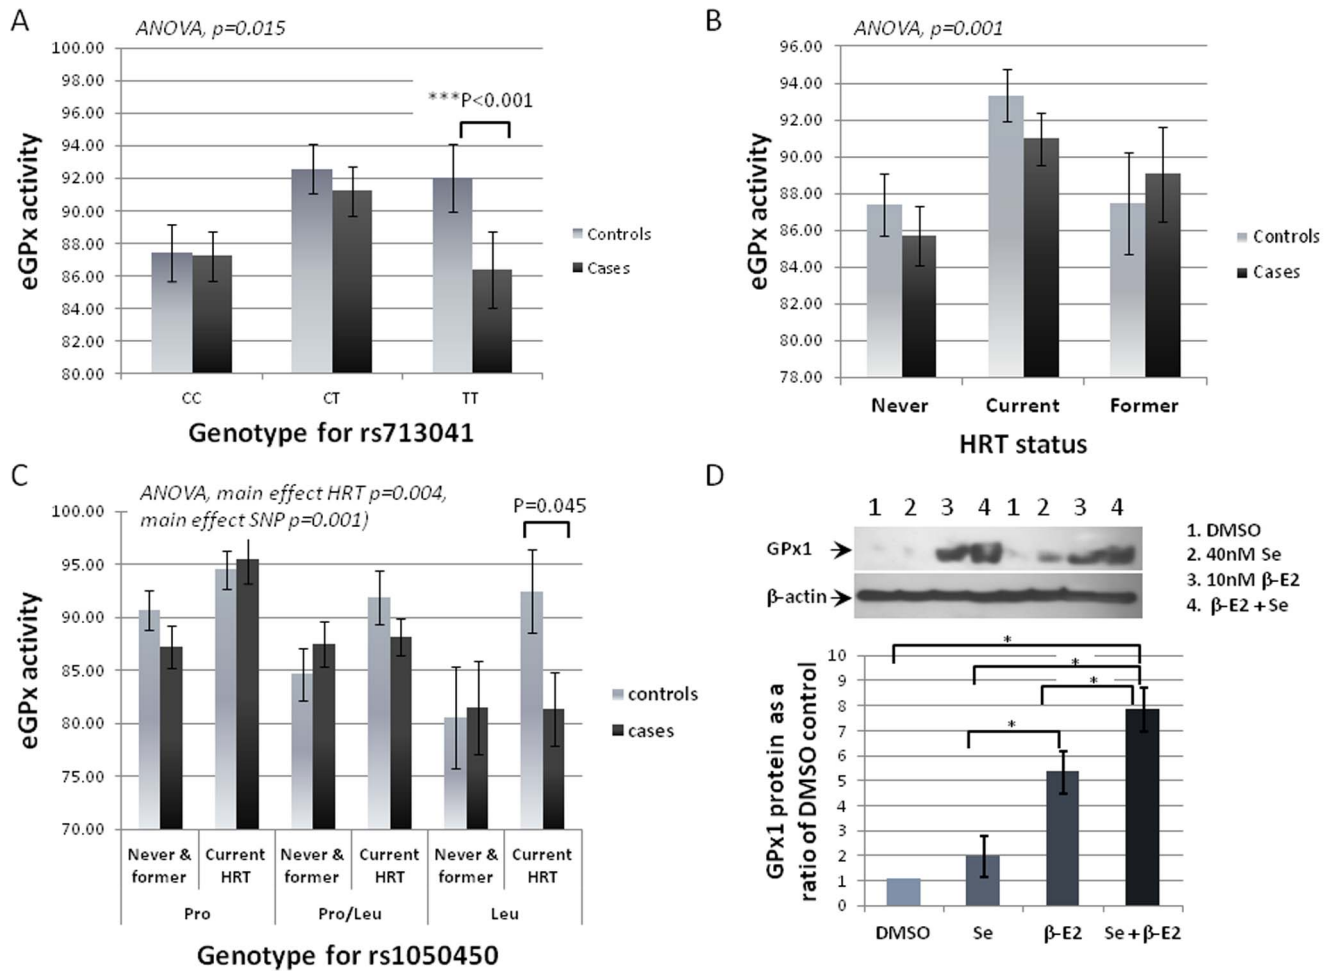 A
ANOVA, p=0.015
100.00
98.00
96.00
94.00
92.00
90.00
88.00
86.00
84.00
82.00
80.00
eGPx activity
***P<0.001
Controls
Cases
CC CT TT
Genotype for rs713041
B
ANOVA, p=0.001
96.00
94.00
92.00
90.00
88.00
86.00
84.00
82.00
80.00
78.00
eGPx activity
Controls
Cases
Never Current Former
HRT status
C
ANOVA, main effect HRT p=0.004,
main effect SNP p=0.001)
P=0.045
100.00
95.00
90.00
85.00
80.00
75.00
70.00
eGPx activity
controls
cases
Never & Current Never & Current Never & Current
former HRT former HRT former HRT
Pro Pro/Leu Leu
Genotype for rs1050450
D
1 2 3 4 1 2 3 4
GPx1
β-actin
1. DMSO
2. 40nM Se
3. 10nM β-E2
4. β-E2 + Se
GPx1 protein as a
ratio of DMSO control
10
9
8
7
6
5
4
3
2
1
0
*
*
*
*
DMSO Se β-E2 Se + β-E2